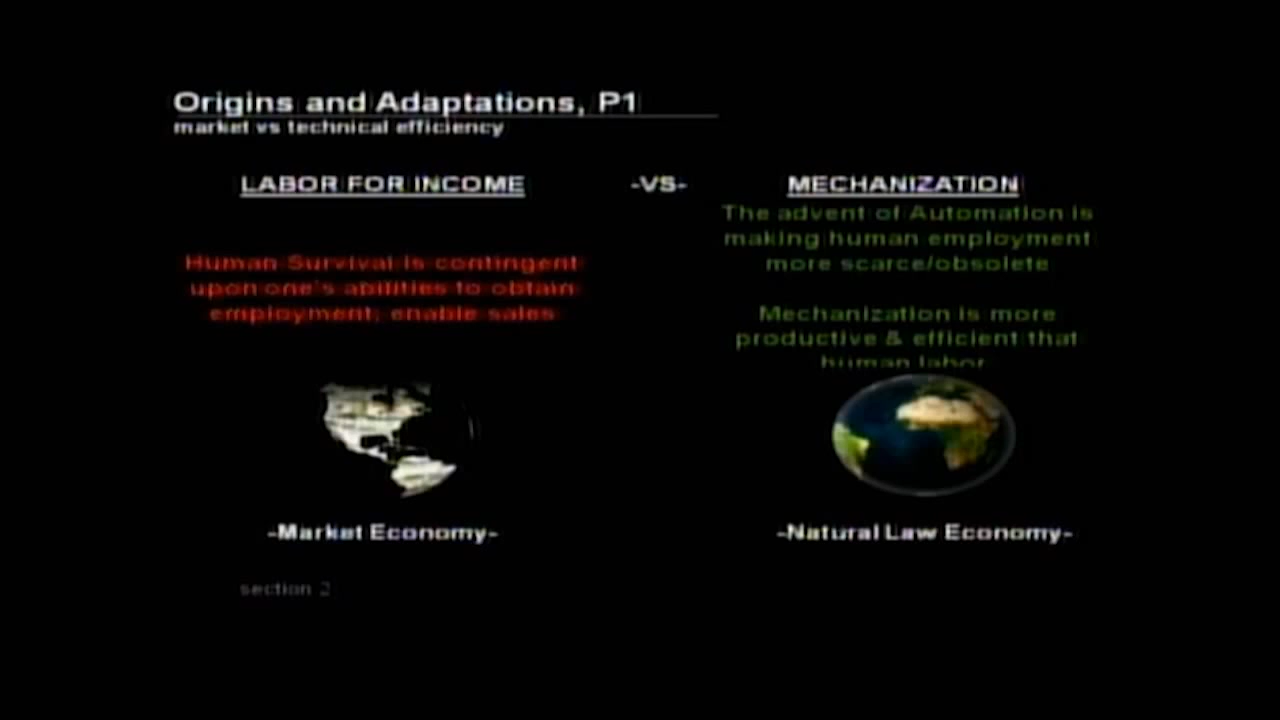 Origins and Adaptations, P1
market vs technical efficiency
LABOR FOR INCOME
-VS-
MECHANIZATION
Human Survival is contingent
upon one's abilities to obtain
employment; enable sales
The advent of Automation is
making human employment
more scarce/obsolete
Mechanization is more
productive & efficient that
human labor
-Market Economy-
-Natural Law Economy-
section 2